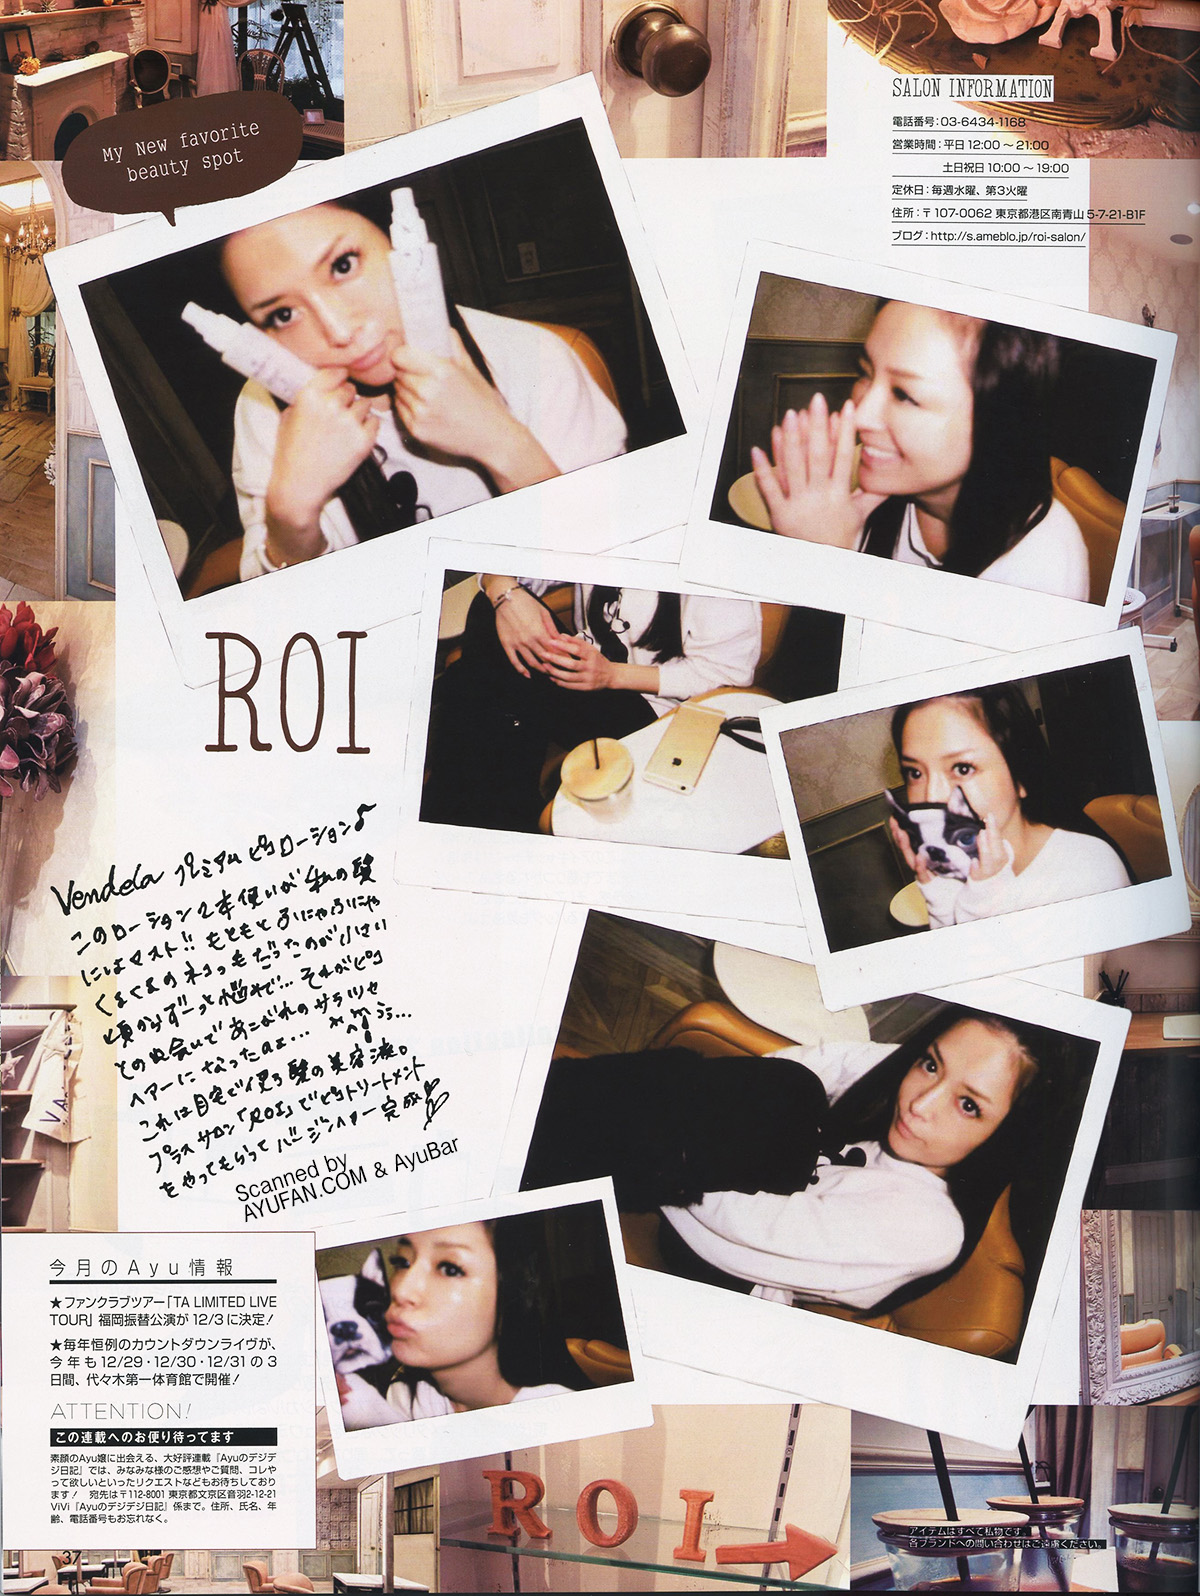 My New favorite
beauty spot
SALON INFORMATION
電話番号:03-6434-1168
営業時間:平日12:00～21:00
土日祝日10:00～19:00
定休日:毎週水曜、第3火曜
住所:〒107-0062 東京都港区南青山5-7-21-B1F
ブログ:http://s.ameblo.jp/roi-salon/
ROI
Vendela プレミアム ピコローション♪
このローション2本使いが私の髪
にはマスト!! もともとふにゃふにゃ
くるくるのネコっ毛だったのが小さい
頃からずーっと悩みで… それがピコ
との出会いであこがれのサラツヤ
ヘアーになったのよ… うぅ…
これは自宅で使う髪の美容液。
プラス サロン「ROI」でピコトリートメント
をやってもらって バージンヘアー完成
Scanned by
AYUFAN.COM & AyuBar
今月のAyu情報
★ファンクラブツアー「TA LIMITED LIVE
TOUR」福岡振替公演が12/3に決定!
★毎年恒例のカウントダウンライヴが、
今年も12/29・12/30・12/31の3
日間、代々木第一体育館で開催!
ATTENTION!
この連載へのお便り待ってます
素顔のAyu嬢に出会える、大好評連載『Ayuのデジデ
ジ日記』では、みなみな様のご感想やご質問、コレや
って欲しいといったリクエストなどもお待ちしており
ます! 宛先は〒112-8001 東京都文京区音羽2-12-21
ViVi『Ayuのデジデジ日記』係まで。住所、氏名、年
齢、電話番号もお忘れなく。
37
ROI
アイテムはすべて私物です。
各ブランドへの問い合わせはご遠慮ください。